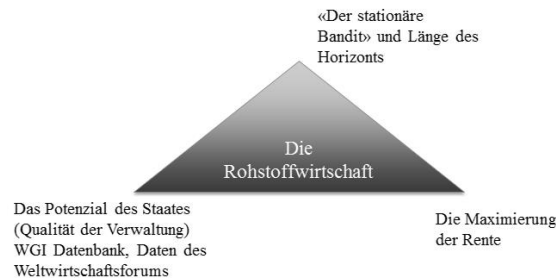 «Der stationäre
Bandit» und Länge des
Horizonts
Die
Rohstoffwirtschaft
Das Potenzial des Staates
(Qualität der Verwaltung)
WGI Datenbank, Daten des
Weltwirtschaftsforums
Die Maximierung
der Rente